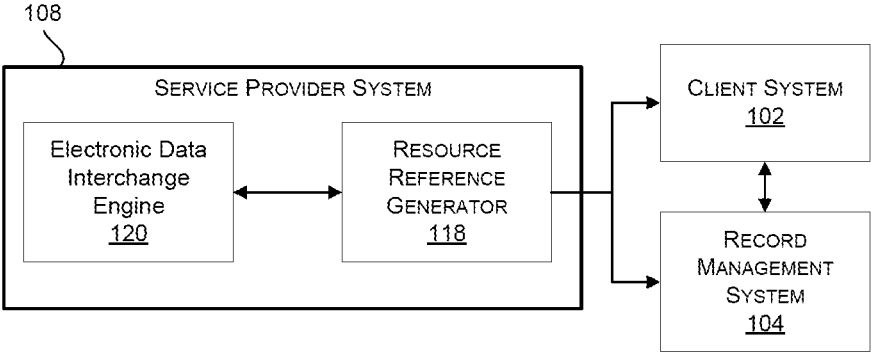 108
SERVICE PROVIDER SYSTEM
Electronic Data
Interchange
Engine
120
RESOURCE
REFERENCE
GENERATOR
118
CLIENT SYSTEM
102
RECORD
MANAGEMENT
SYSTEM
104